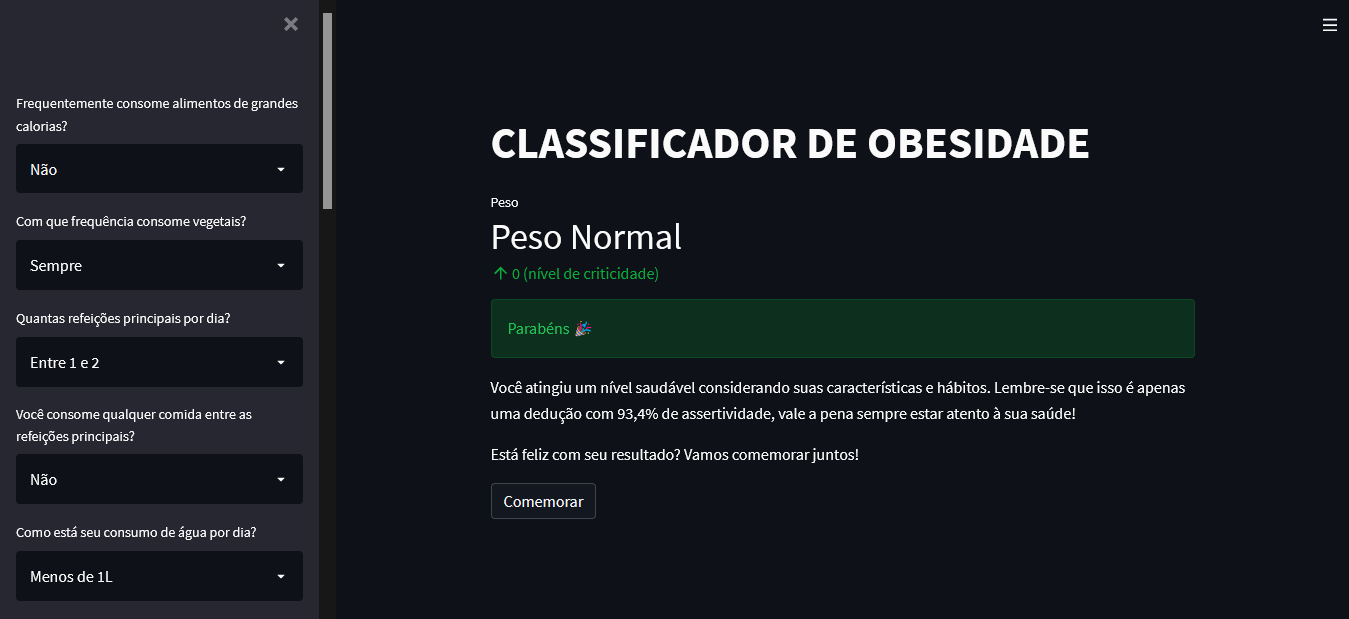 Frequentemente consome alimentos de grandes
calorias?
Não
Com que frequência consome vegetais?
Sempre
Quantas refeições principais por dia?
Entre 1 e 2
Você consome qualquer comida entre as
refeições principais?
Não
Como está seu consumo de água por dia?
Menos de 1L
CLASSIFICADOR DE OBESIDADE
Peso
Peso Normal
↑ 0 (nível de criticidade)
Parabéns 🎉
Você atingiu um nível saudável considerando suas características e hábitos. Lembre-se que isso é apenas
uma dedução com 93,4% de assertividade, vale a pena sempre estar atento à sua saúde!
Está feliz com seu resultado? Vamos comemorar juntos!
Comemorar